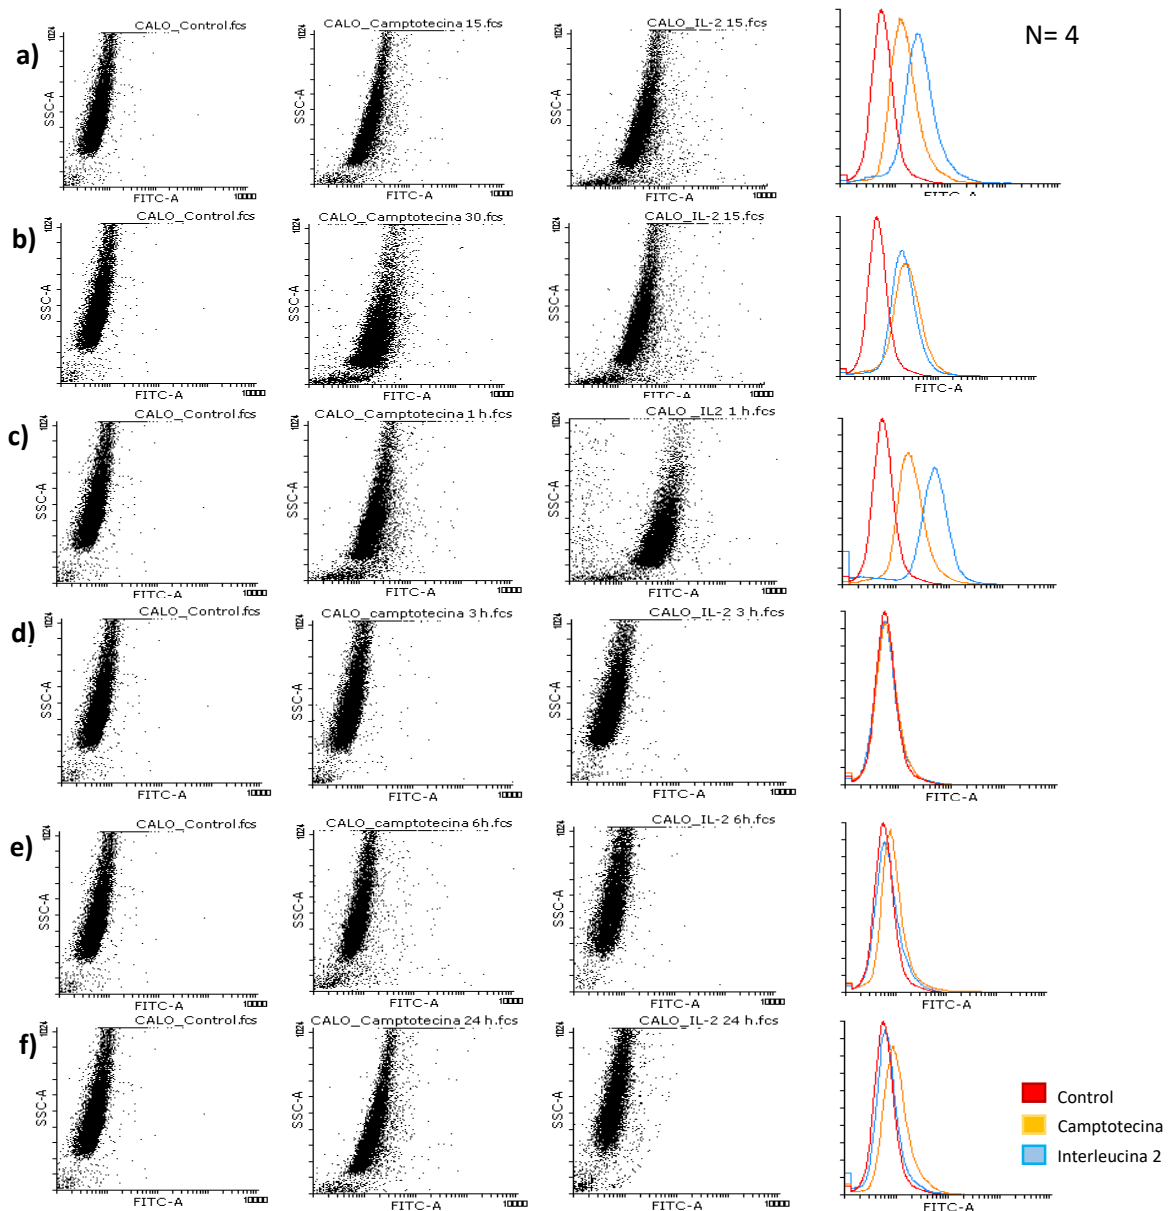 N= 4
a)
CALO_Control.fcs
1024
SSC-A
FITC-A
10000
CALO_Camptotecina 15.fcs
1024
SSC-A
FITC-A
10000
CALO_IL-2 15.fcs
1024
SSC-A
FITC-A
10000
FITC-A
b)
CALO_Control.fcs
1024
SSC-A
FITC-A
10000
CALO_Camptotecina 30.fcs
1024
SSC-A
FITC-A
10000
CALO_IL-2 15.fcs
1024
SSC-A
FITC-A
10000
FITC-A
c)
CALO_Control.fcs
1024
SSC-A
FITC-A
10000
CALO_Camptotecina 1 h.fcs
1024
SSC-A
FITC-A
10000
CALO _IL2 1 h.fcs
1024
SSC-A
FITC-A
10000
FITC-A
d)
CALO_Control.fcs
1024
SSC-A
FITC-A
10000
CALO_camptotecina 3 h.fcs
1024
SSC-A
FITC-A
10000
CALO_IL-2 3 h.fcs
1024
SSC-A
FITC-A
10000
FITC-A
e)
CALO_Control.fcs
1024
SSC-A
FITC-A
10000
CALO_camptotecina 6h.fcs
1024
SSC-A
FITC-A
10000
CALO_IL-2 6h.fcs
1024
SSC-A
FITC-A
10000
FITC-A
f)
CALO_Control.fcs
1024
SSC-A
FITC-A
10000
CALO_Camptotecina 24 h.fcs
1024
SSC-A
FITC-A
10000
CALO_IL-2 24 h.fcs
1024
SSC-A
FITC-A
10000
FITC-A
Control
Camptotecina
Interleucina 2